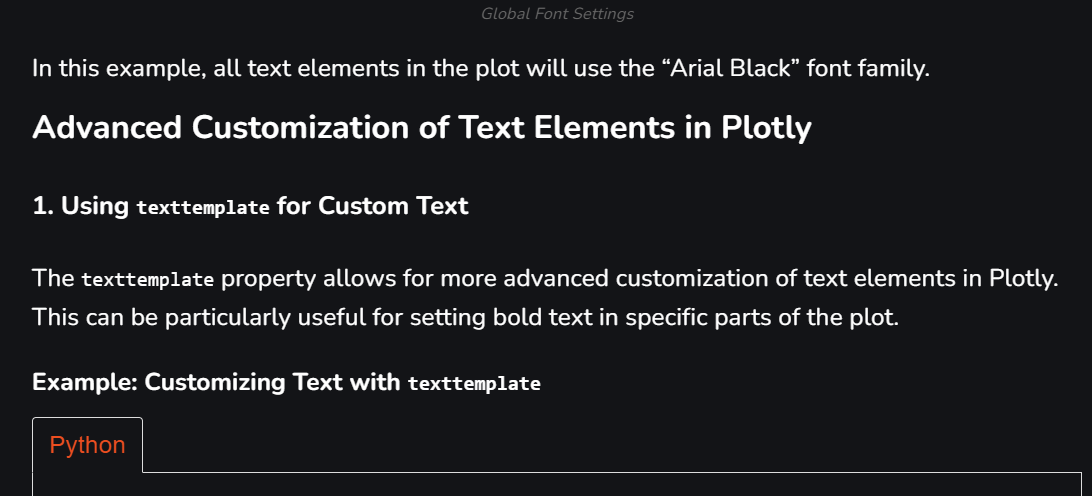 Global Font Settings
In this example, all text elements in the plot will use the “Arial Black” font family.
Advanced Customization of Text Elements in Plotly
1. Using texttemplate for Custom Text
The texttemplate property allows for more advanced customization of text elements in Plotly.
This can be particularly useful for setting bold text in specific parts of the plot.
Example: Customizing Text with texttemplate
Python